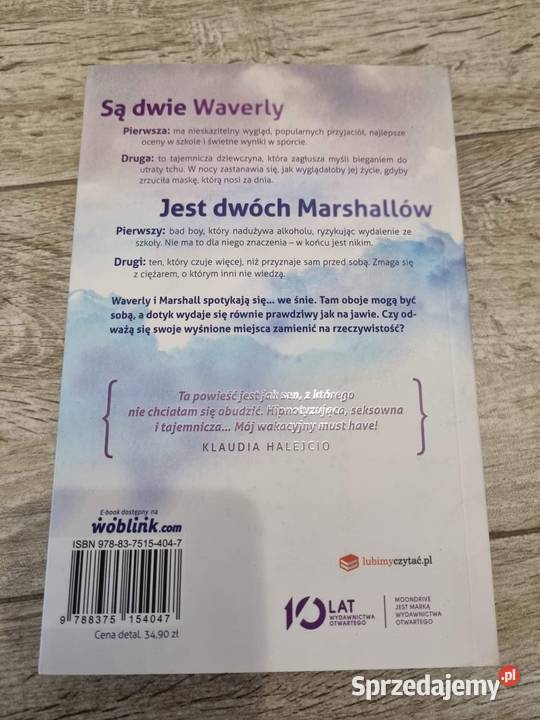 Są dwie Waverly
Pierwsza: ma nieskazitelny wygląd, popularnych przyjaciół, najlepsze
oceny w szkole i świetne wyniki w sporcie.
Druga: to tajemnicza dziewczyna, która zagłusza myśli bieganiem do
utraty tchu. W nocy zastanawia się, jak wyglądałoby jej życie, gdyby
zrzuciła maskę, którą nosi za dnia.
Jest dwóch Marshallów
Pierwszy: bad boy, który nadużywa alkoholu, ryzykując wydalenie ze
szkoły. Nie ma to dla niego znaczenia – w końcu jest nikim.
Drugi: ten, który czuje więcej, niż przyznaje sam przed sobą. Zmaga się
z ciężarem, o którym inni nie wiedzą.
Waverly i Marshall spotykają się... we śnie. Tam oboje mogą być
sobą, a dotyk wydaje się równie prawdziwy jak na jawie. Czy od-
ważą się swoje wyśnione miejsca zamienić na rzeczywistość?
Ta powieść jest jak sen, z którego
nie chciałam się obudzić. Hipnotyzująca, seksowna
i tajemnicza... Mój wakacyjny must have!
KLAUDIA HALEJCIO
E-book dostępny na
woblink.com
ISBN 978-83-7515-404-7
9 788375 154047
Cena detal. 34,90 zł
lubimyczytać.pl
10 LAT
WYDAWNICTWA
OTWARTEGO
MOONDRIVE
JEST MARKĄ
WYDAWNICTWA
OTWARTEGO
Sprzedajemy.pl